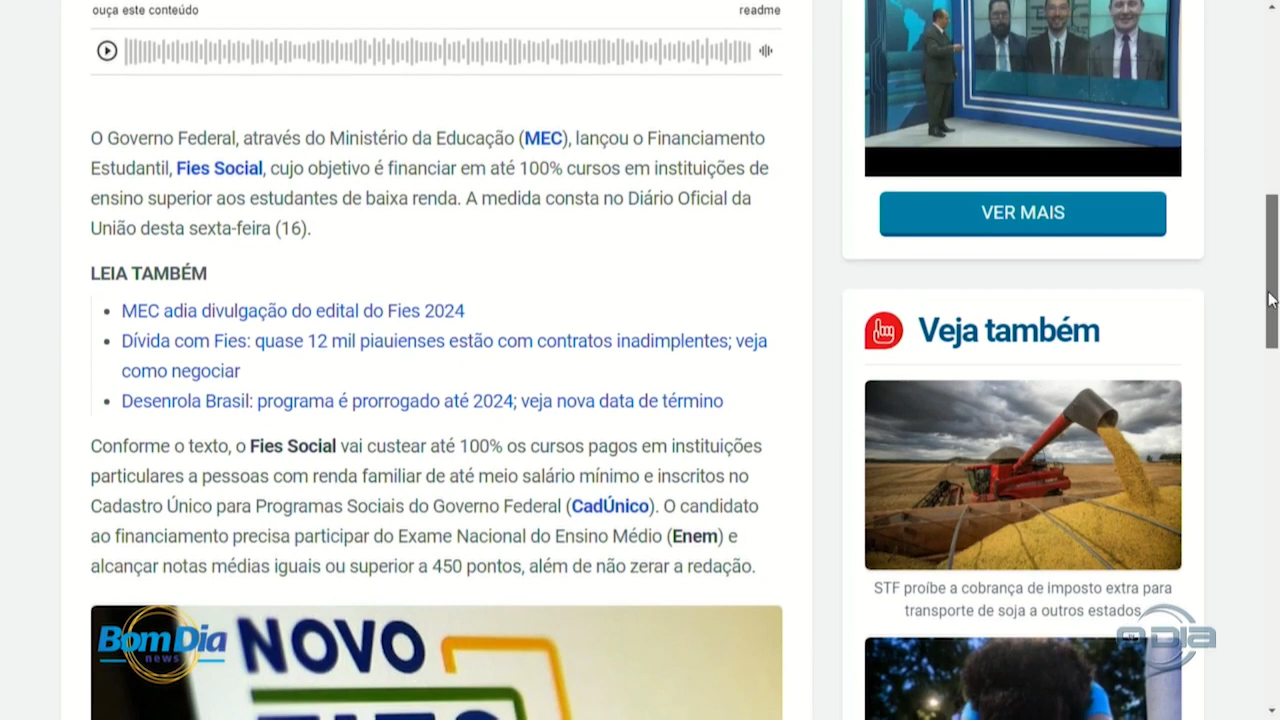 ouça este conteúdo
readme
O Governo Federal, através do Ministério da Educação (MEC), lançou o Financiamento
Estudantil, Fies Social, cujo objetivo é financiar em até 100% cursos em instituições de
ensino superior aos estudantes de baixa renda. A medida consta no Diário Oficial da
União desta sexta-feira (16).
LEIA TAMBÉM
MEC adia divulgação do edital do Fies 2024
Dívida com Fies: quase 12 mil piauienses estão com contratos inadimplentes; veja
como negociar
Desenrola Brasil: programa é prorrogado até 2024; veja nova data de término
Conforme o texto, o Fies Social vai custear até 100% os cursos pagos em instituições
particulares a pessoas com renda familiar de até meio salário mínimo e inscritos no
Cadastro Único para Programas Sociais do Governo Federal (CadÚnico). O candidato
ao financiamento precisa participar do Exame Nacional do Ensino Médio (Enem) e
alcançar notas médias iguais ou superior a 450 pontos, além de não zerar a redação.
Bom Dia
news
NOVO
VER MAIS
Veja também
STF proíbe a cobrança de imposto extra para
transporte de soja a outros estados
O DIA